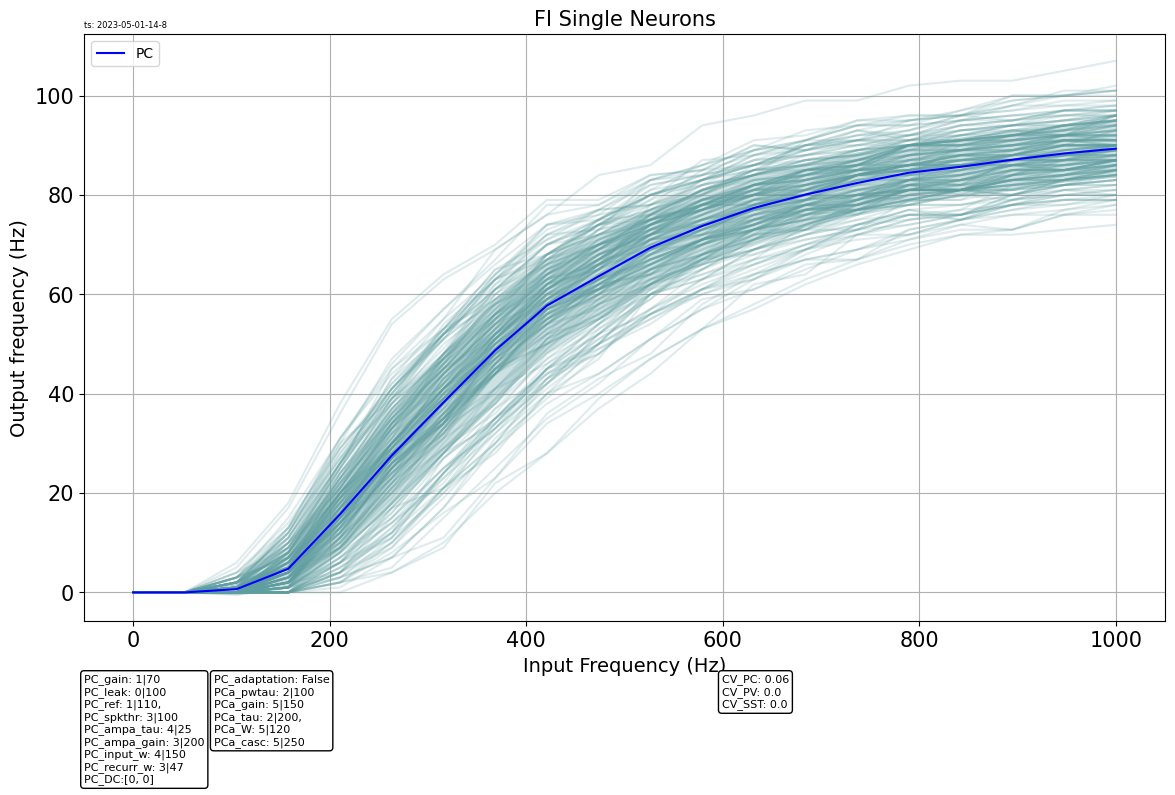 FI Single Neurons
ts: 2023-05-01-14-8
PC
100
80
60
40
20
0
Output frequency (Hz)
0 200 400 600 800 1000
Input Frequency (Hz)
PC_gain: 1|70
PC_leak: 0|100
PC_ref: 1|110,
PC_spkthr: 3|100
PC_ampa_tau: 4|25
PC_ampa_gain: 3|200
PC_input_w: 4|150
PC_recurr_w: 3|47
PC_DC:[0, 0]
PC_adaptation: False
PCa_pwtau: 2|100
PCa_gain: 5|150
PCa_tau: 2|200,
PCa_W: 5|120
PCa_casc: 5|250
CV_PC: 0.06
CV_PV: 0.0
CV_SST: 0.0